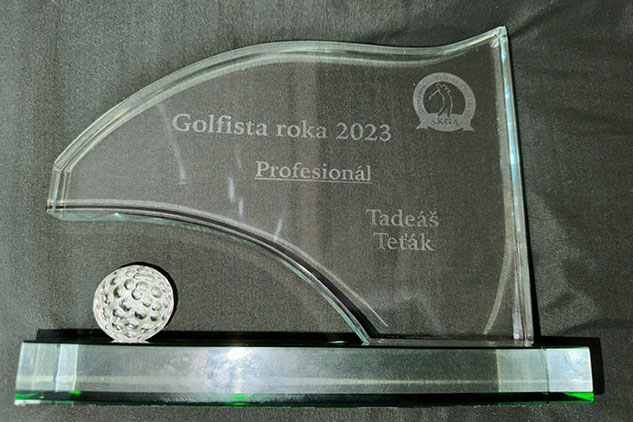 Golfista roka 2023
Profesionál
Tadeáš
Teťák
SKGA